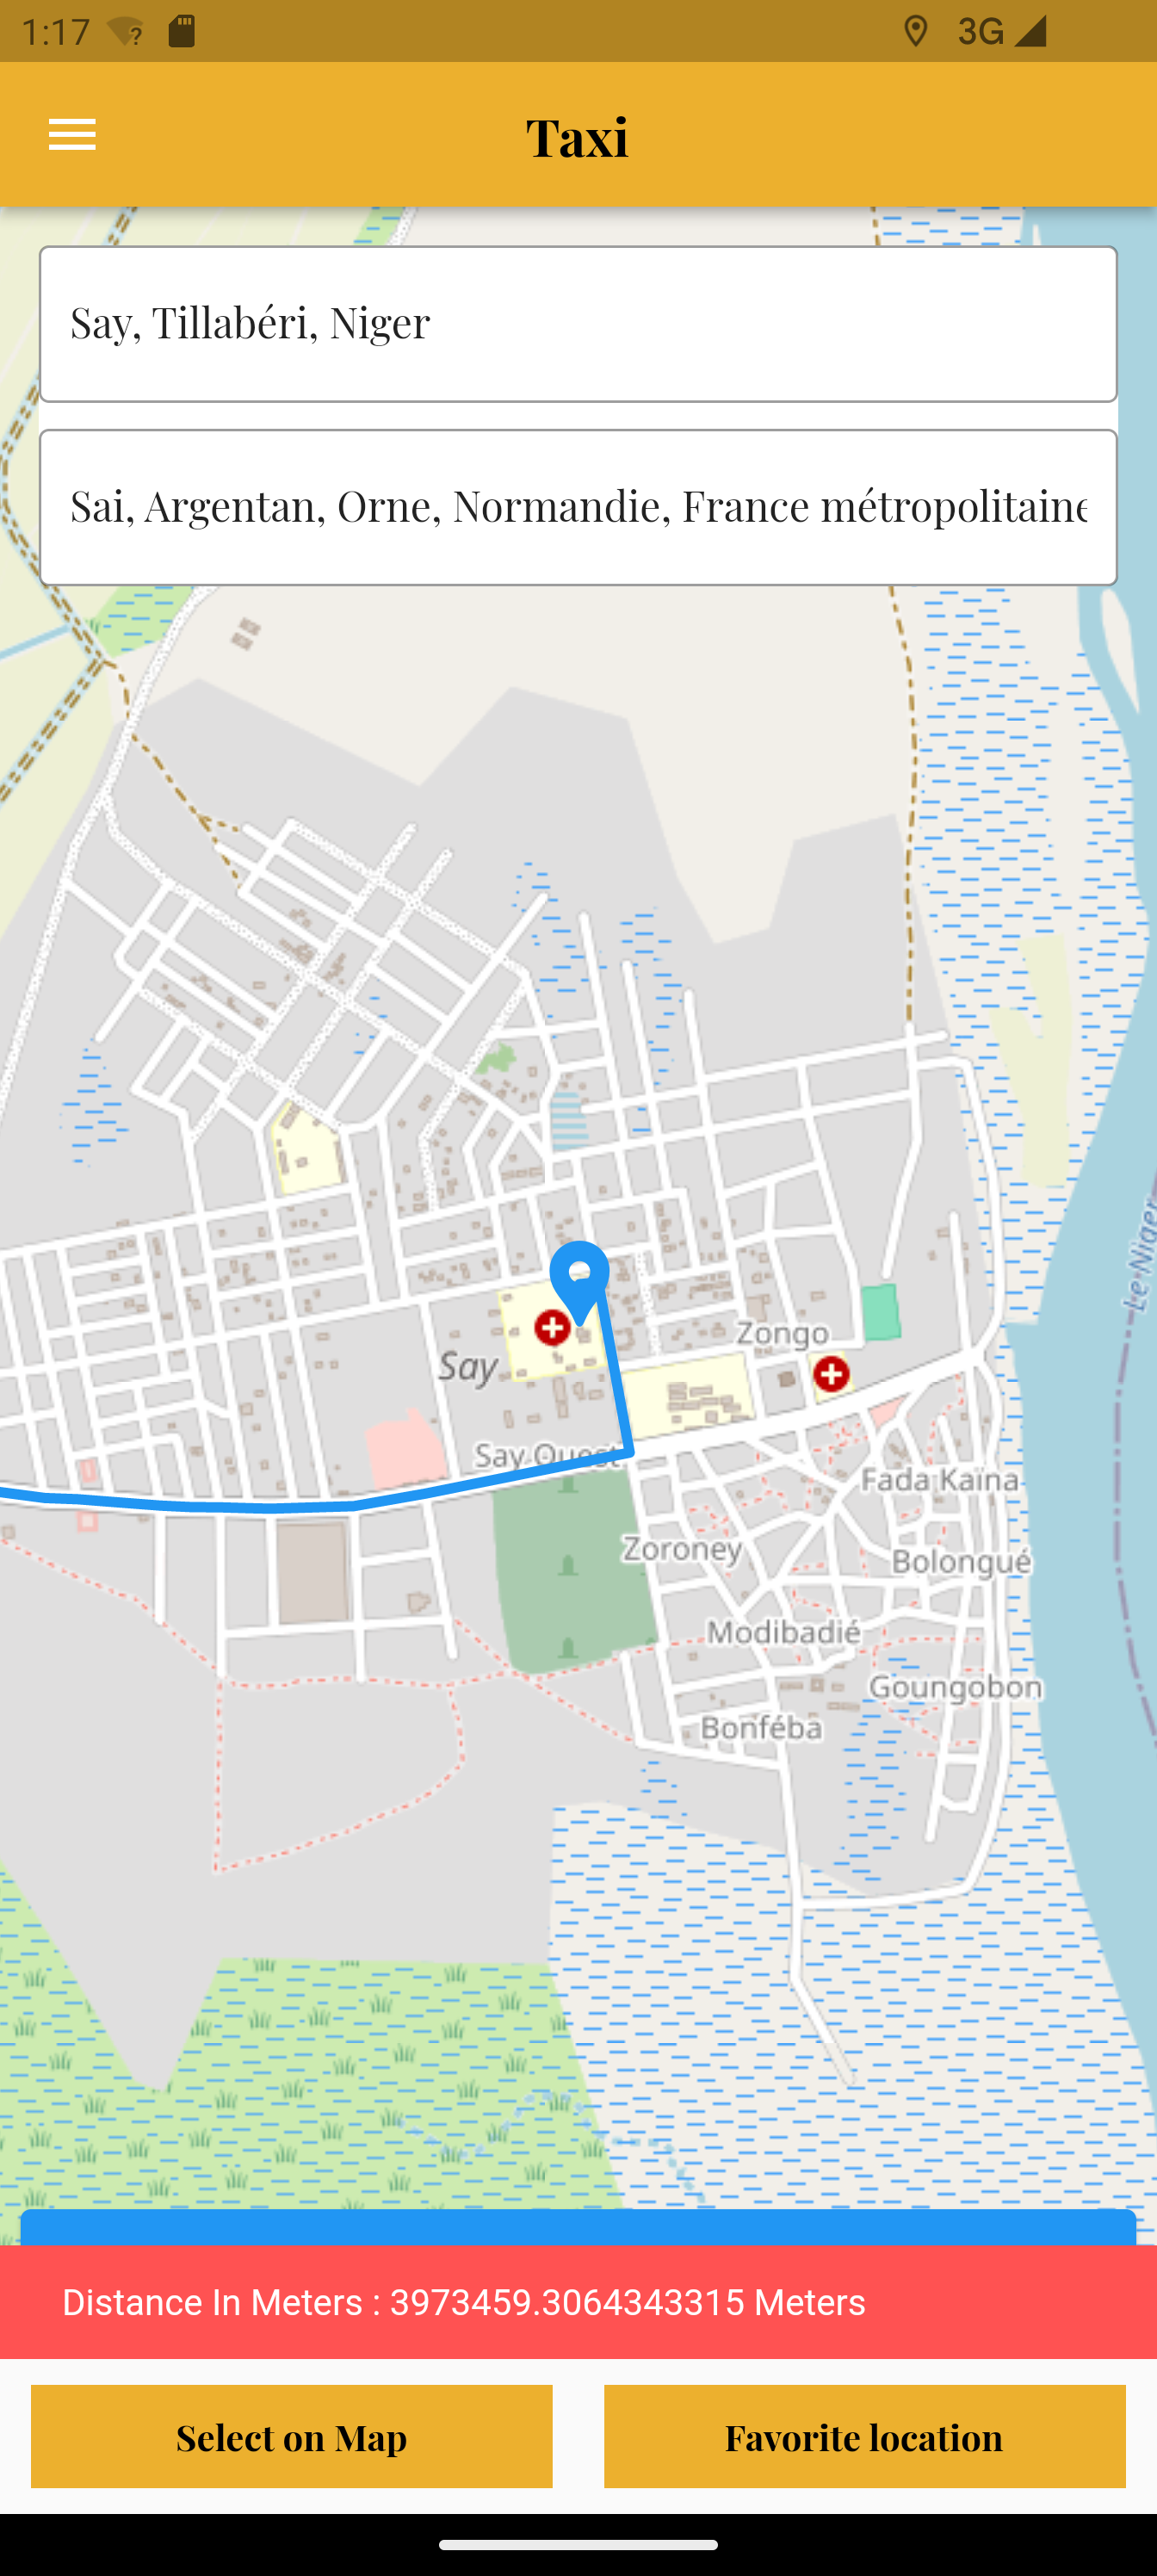 1:17
3G
Taxi
Say, Tillabéri, Niger
Sai, Argentan, Orne, Normandie, France métropolitaine
Le Niger
Zongo
Say
Say Ouest
Fada Kaïna
Zoroney
Bolongué
Modibadié
Goungobon
Bonféba
Distance In Meters : 3973459.3064343315 Meters
Select on Map
Favorite location